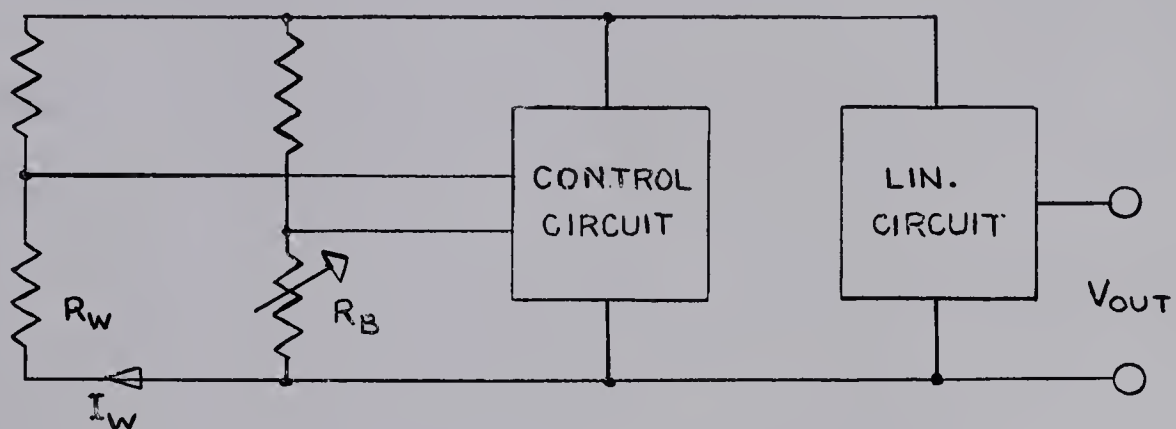 CONTROL
CIRCUIT
LIN.
CIRCUIT
RW
RB
VOUT
IW